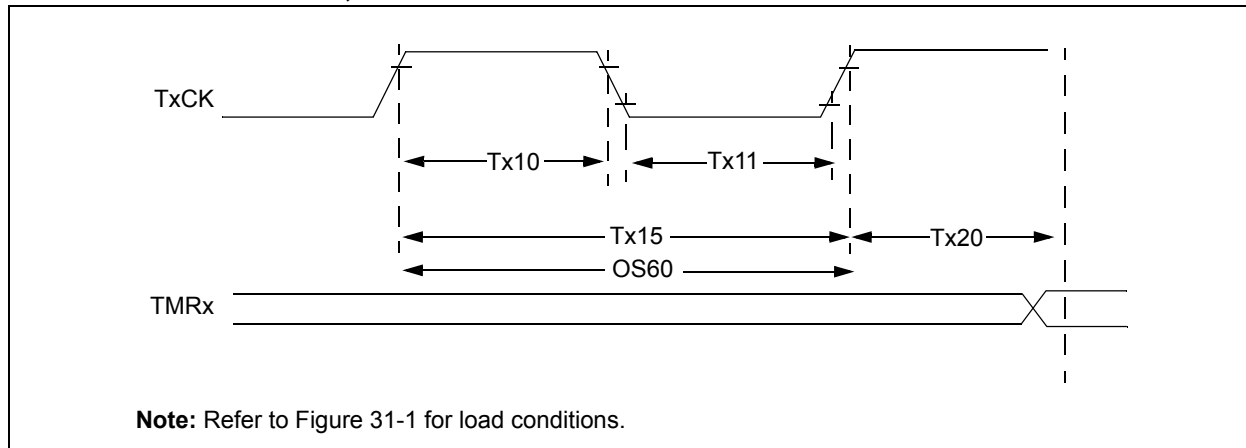 TxCK
Tx10
Tx11
Tx15
Tx20
OS60
TMRx
Note: Refer to Figure 31-1 for load conditions.